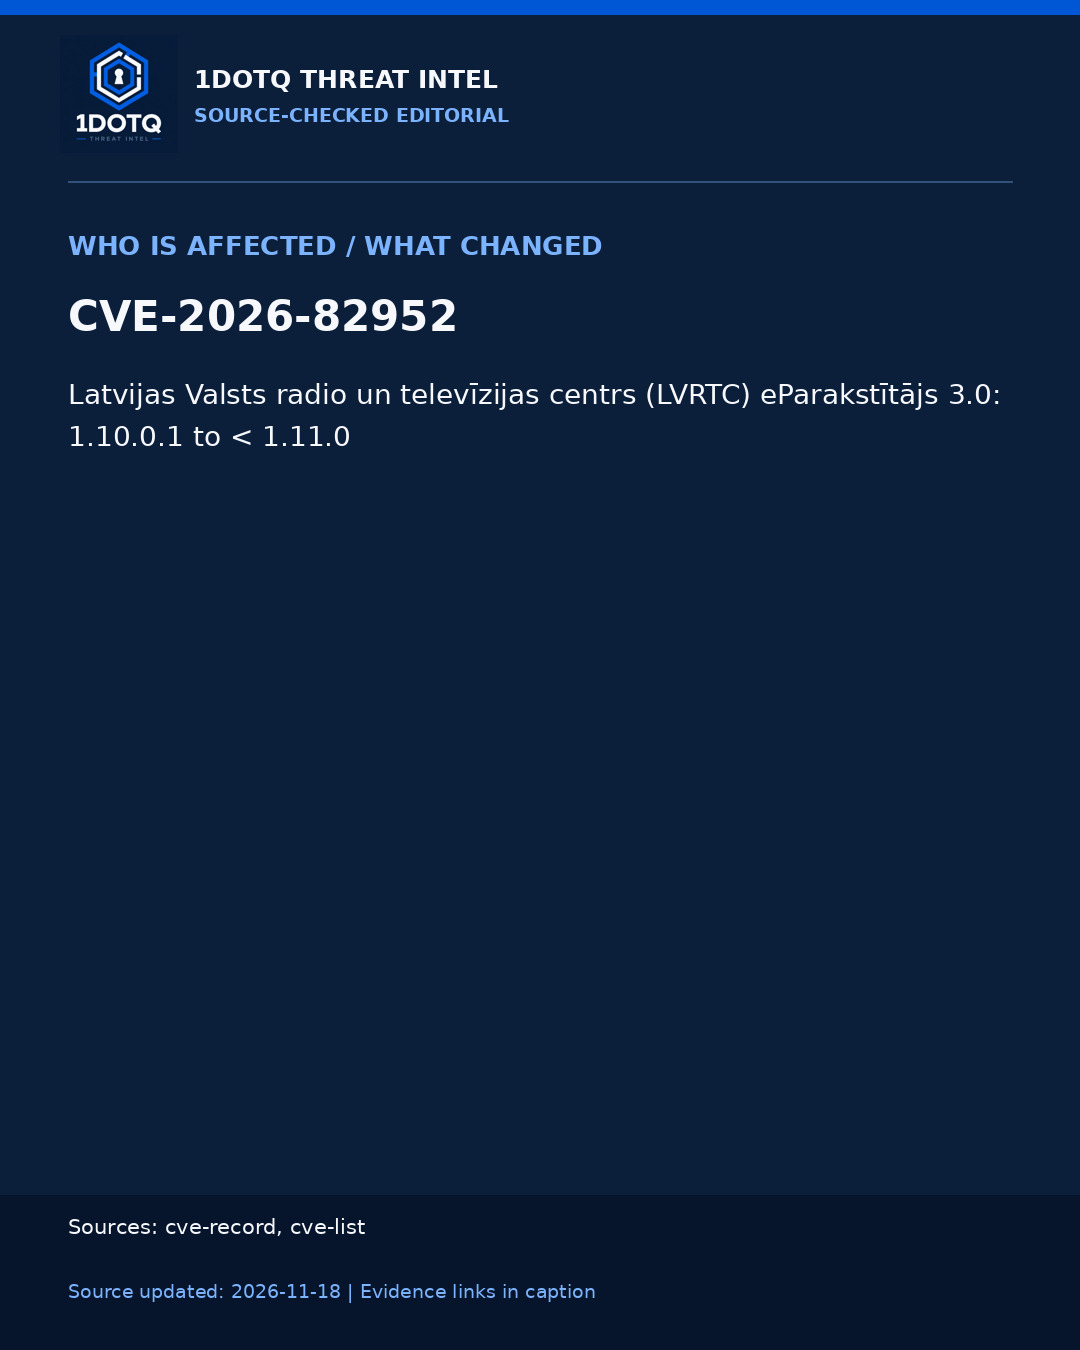 1DOTQ
THREAT INTEL
1DOTQ THREAT INTEL
SOURCE-CHECKED EDITORIAL
WHO IS AFFECTED / WHAT CHANGED
CVE-2026-82952
Latvijas Valsts radio un televīzijas centrs (LVRTC) eParakstītājs 3.0:
1.10.0.1 to < 1.11.0
Sources: cve-record, cve-list
Source updated: 2026-11-18 | Evidence links in caption